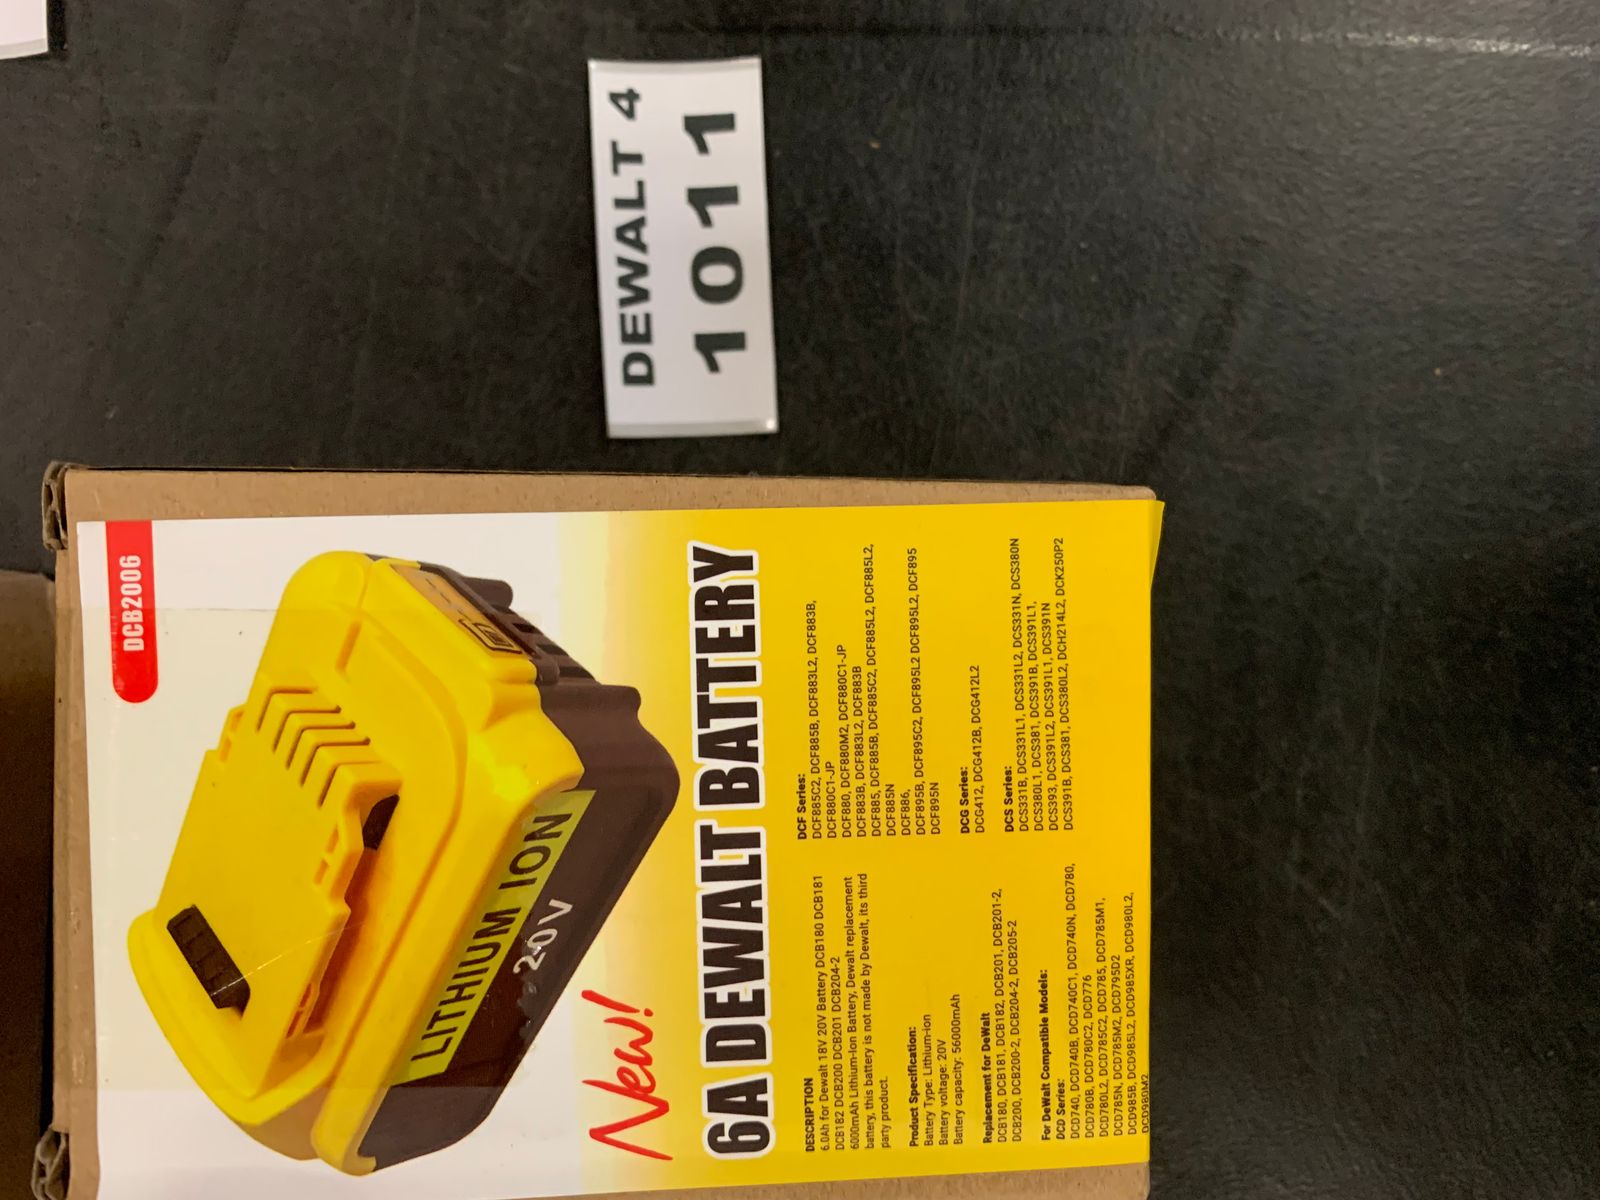 DEWALT 4
1011
DCB2006
LITHIUM ION
20V
New!
6A DEWALT BATTERY
DESCRIPTION
6.0Ah for Dewalt 18V 20V Battery DCB180 DCB181
DCB182 DCB200 DCB201 DCB204-2
6000mAh Lithium-Ion Battery, Dewalt replacement
battery, this battery is not made by Dewalt, its third
party product.
Product Specification:
Battery Type: Lithium-ion
Battery voltage: 20V
Battery capacity: 56000mAh
Replacement for DeWalt
DCB180, DCB181, DCB182, DCB201, DCB201-2,
DCB200, DCB200-2, DCB204-2, DCB205-2
For DeWalt Compatible Models:
DCD Series:
DCD740, DCD740B, DCD740C1, DCD740N, DCD780,
DCD780B, DCD780C2, DCD776
DCD780L2, DCD785C2, DCD785, DCD785M1,
DCD785N, DCD785M2, DCD795D2
DCD985B, DCD985L2, DCD985XR, DCD980L2,
DCD980M2
DCF Series:
DCF885C2, DCF885B, DCF883L2, DCF883B,
DCF880C1-JP
DCF880, DCF880M2, DCF880C1-JP
DCF883B, DCF883L2, DCF883B
DCF885, DCF885B, DCF885C2, DCF885L2, DCF885L2,
DCF885N
DCF886,
DCF895B, DCF895C2, DCF895L2 DCF895L2, DCF895
DCF895N
DCG Series:
DCG412, DCG412B, DCG412L2
DCS Series:
DCS331B, DCS331L1, DCS331L2, DCS331N, DCS380N
DCS380L1, DCS381, DCS391B, DCS391L1,
DCS393, DCS391L2, DCS391L1, DCS391N
DCS391B, DCS381, DCS380L2, DCH214L2, DCK250P2